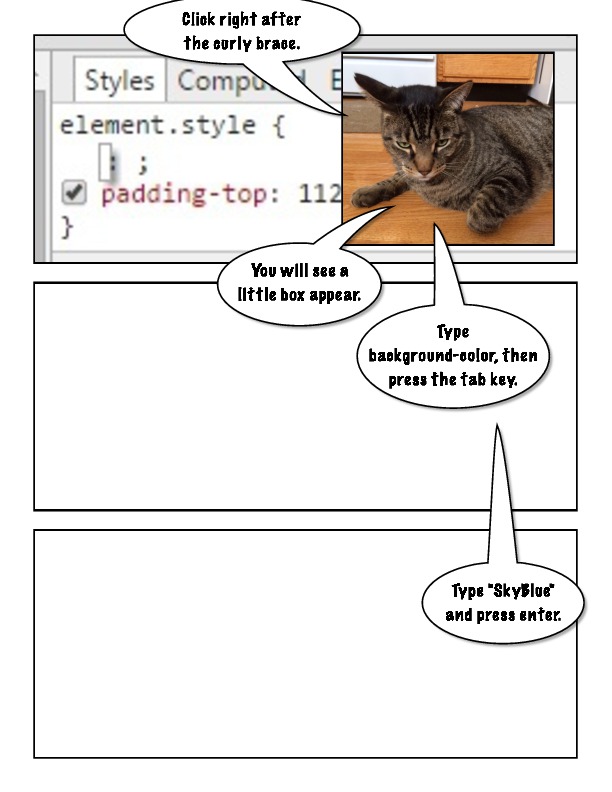 Click right after
the curly brace.
Styles Compu
element.style {
: ;
padding-top: 112
}
You will see a
little box appear.
Type
background-color, then
press the tab key.
Type "SkyBlue"
and press enter.